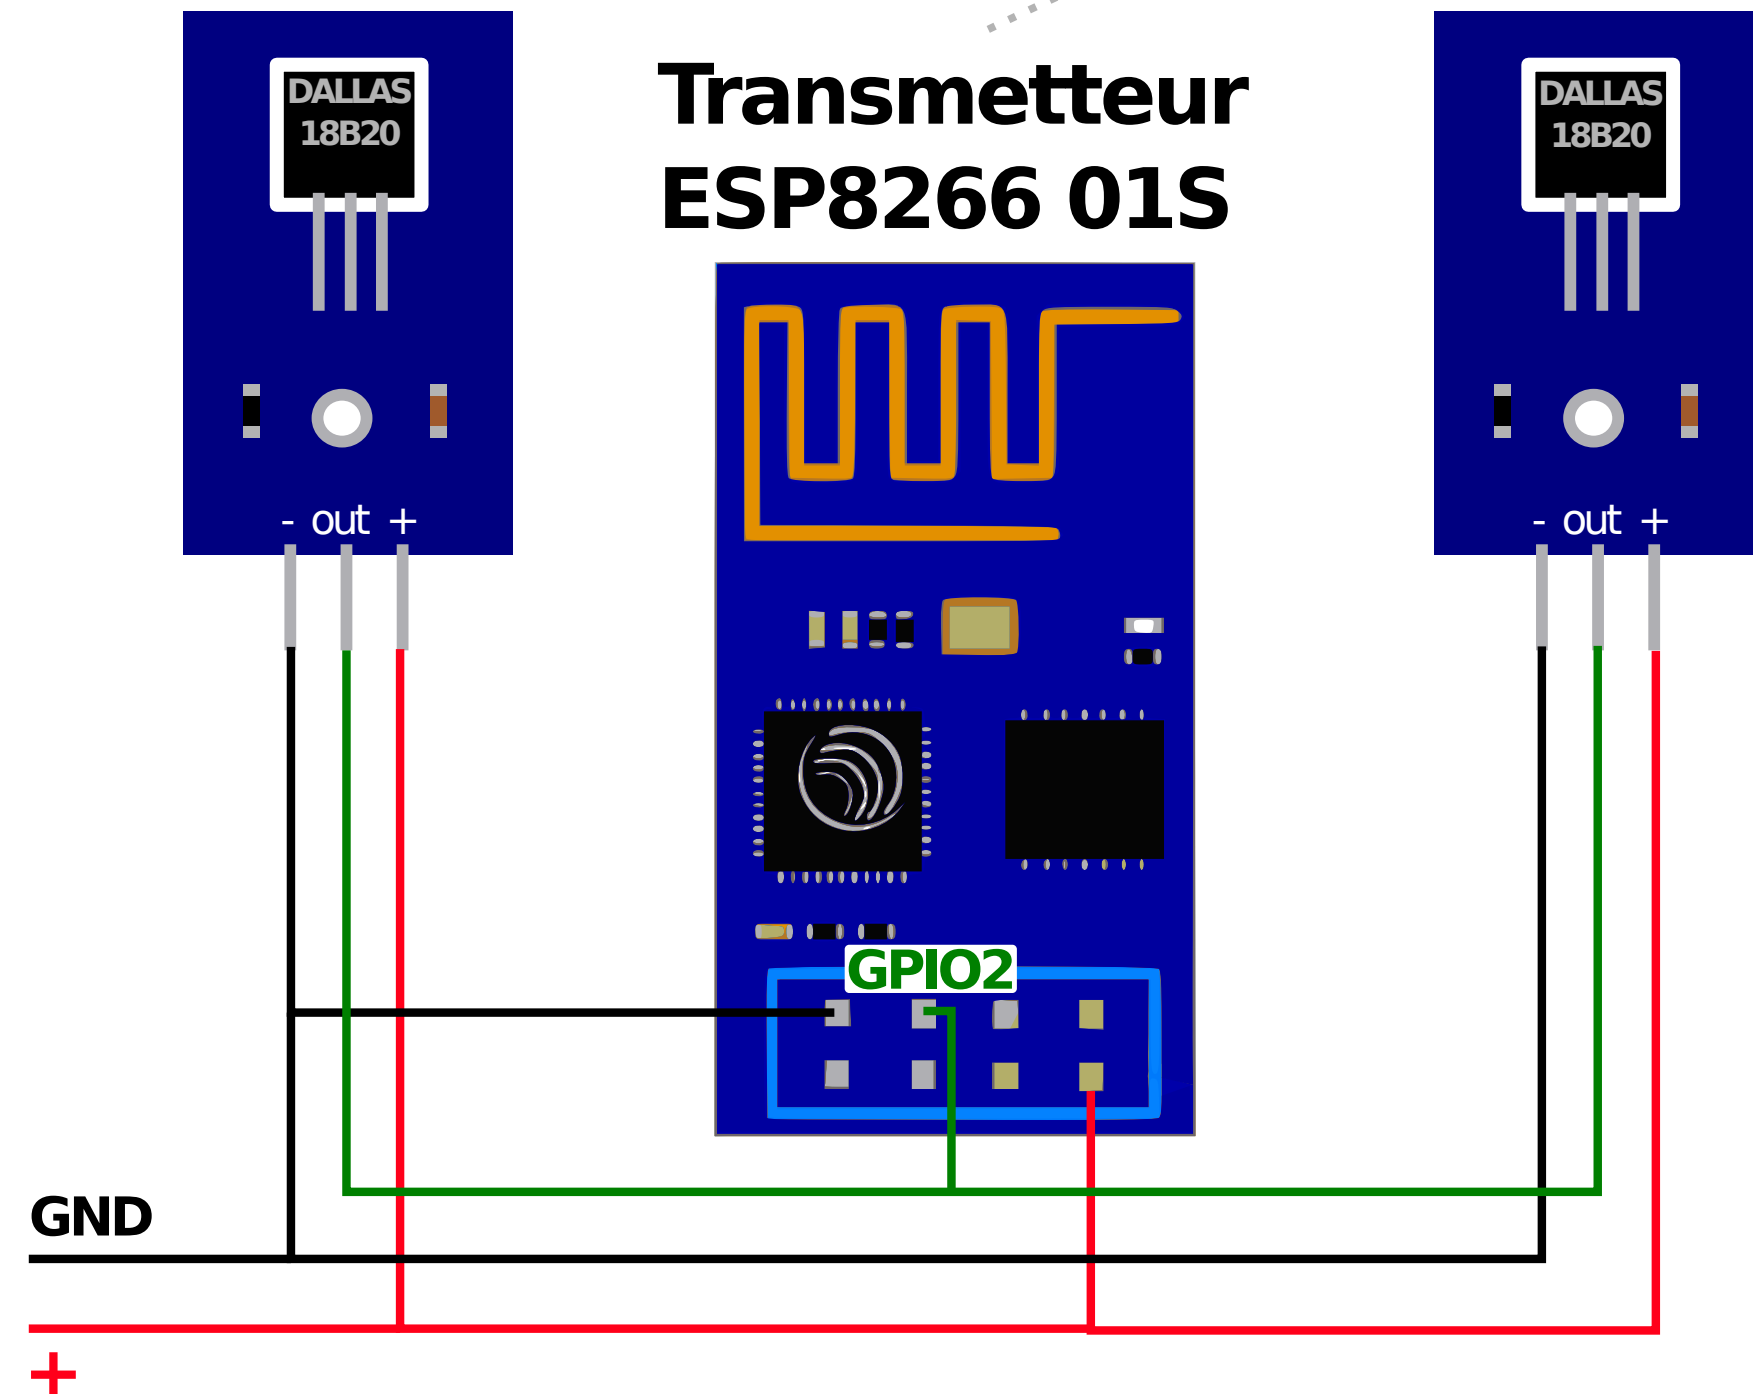 Transmetteur
ESP8266 01S
DALLAS
18B20
DALLAS
18B20
- out +
- out +
GPIO2
GND
+